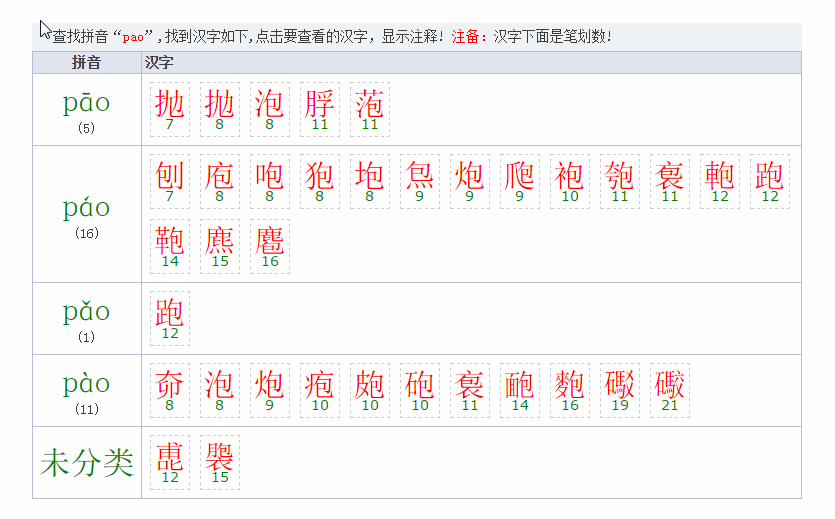 查找拼音“pao”,找到汉字如下,点击要查看的汉字，显示注释! 注备：汉字下面是笔划数!
拼音 汉字
pāo 抛 拋 泡 脬 萢
(5) 7 8 8 11 11
páo 刨 庖 咆 狍 垉 炰 炮 爮 袍 匏 袌 軳 跑
7 8 8 8 8 9 9 9 10 11 11 12 12
(16) 鞄 麃 麅
14 15 16
pǎo 跑
(1) 12
pào 奅 泡 炮 疱 皰 砲 袌 靤 麭 礟 礮
(11) 8 8 9 10 10 10 11 14 16 19 21
未分类
12 15